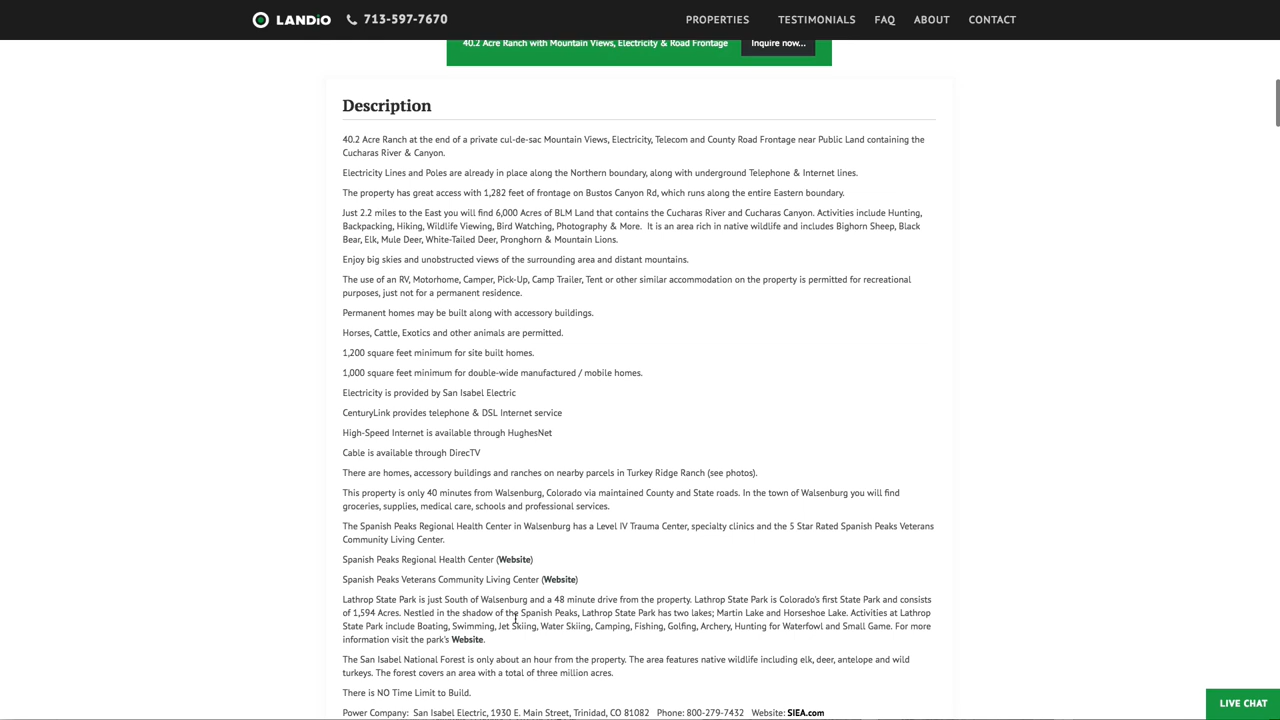 LANDiO 713-597-7670 PROPERTIES TESTIMONIALS FAQ ABOUT CONTACT
40.2 Acre Ranch with Mountain Views, Electricity & Road Frontage Inquire now...
Description
40.2 Acre Ranch at the end of a private cul-de-sac Mountain Views, Electricity, Telecom and County Road Frontage near Public Land containing the
Cucharas River & Canyon.
Electricity Lines and Poles are already in place along the Northern boundary, along with underground Telephone & Internet lines.
The property has great access with 1,282 feet of frontage on Bustos Canyon Rd, which runs along the entire Eastern boundary.
Just 2.2 miles to the East you will find 6,000 Acres of BLM Land that contains the Cucharas River and Cucharas Canyon. Activities include Hunting,
Backpacking, Hiking, Wildlife Viewing, Bird Watching, Photography & More. It is an area rich in native wildlife and includes Bighorn Sheep, Black
Bear, Elk, Mule Deer, White-Tailed Deer, Pronghorn & Mountain Lions.
Enjoy big skies and unobstructed views of the surrounding area and distant mountains.
The use of an RV, Motorhome, Camper, Pick-Up, Camp Trailer, Tent or other similar accommodation on the property is permitted for recreational
purposes, just not for a permanent residence.
Permanent homes may be built along with accessory buildings.
Horses, Cattle, Exotics and other animals are permitted.
1,200 square feet minimum for site built homes.
1,000 square feet minimum for double-wide manufactured / mobile homes.
Electricity is provided by San Isabel Electric
CenturyLink provides telephone & DSL Internet service
High-Speed Internet is available through HughesNet
Cable is available through DirecTV
There are homes, accessory buildings and ranches on nearby parcels in Turkey Ridge Ranch (see photos).
This property is only 40 minutes from Walsenburg, Colorado via maintained County and State roads. In the town of Walsenburg you will find
groceries, supplies, medical care, schools and professional services.
The Spanish Peaks Regional Health Center in Walsenburg has a Level IV Trauma Center, specialty clinics and the 5 Star Rated Spanish Peaks Veterans
Community Living Center.
Spanish Peaks Regional Health Center (Website)
Spanish Peaks Veterans Community Living Center (Website)
Lathrop State Park is just South of Walsenburg and a 48 minute drive from the property. Lathrop State Park is Colorado's first State Park and consists
of 1,594 Acres. Nestled in the shadow of the Spanish Peaks, Lathrop State Park has two lakes; Martin Lake and Horseshoe Lake. Activities at Lathrop
State Park include Boating, Swimming, Jet Skiing, Water Skiing, Camping, Fishing, Golfing, Archery, Hunting for Waterfowl and Small Game. For more
information visit the park's Website.
The San Isabel National Forest is only about an hour from the property. The area features native wildlife including elk, deer, antelope and wild
turkeys. The forest covers an area with a total of three million acres.
There is NO Time Limit to Build.
Power Company: San Isabel Electric, 1930 E. Main Street, Trinidad, CO 81082 Phone: 800-279-7432 Website: SIEA.com
LIVE CHAT